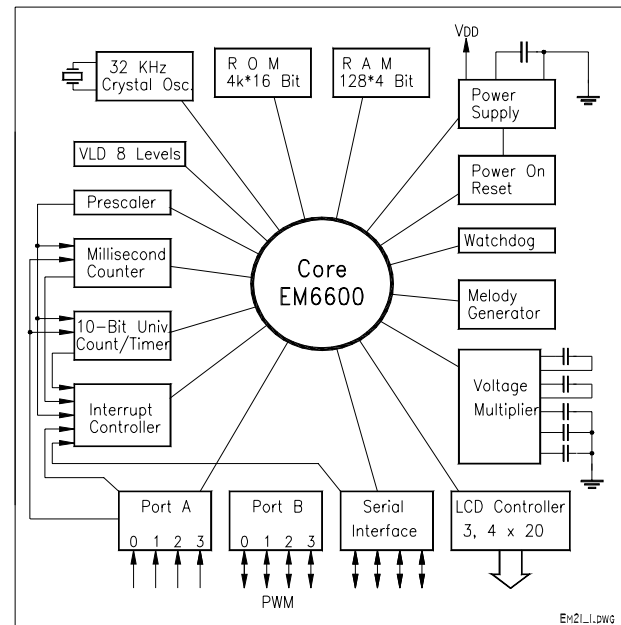 32 KHz
Crystal Osc.
R O M
4k*16 Bit
R A M
128*4 Bit
VDD
Power
Supply
VLD 8 Levels
Power On
Reset
Prescaler
Millisecond
Counter
Core
EM6600
Watchdog
Melody
Generator
10-Bit Univ.
Count/Timer
Voltage
Multiplier
Interrupt
Controller
Port A
0 1 2 3
Port B
0 1 2 3
Serial
Interface
LCD Controller
3, 4 x 20
PWM
EM21_1.DWG